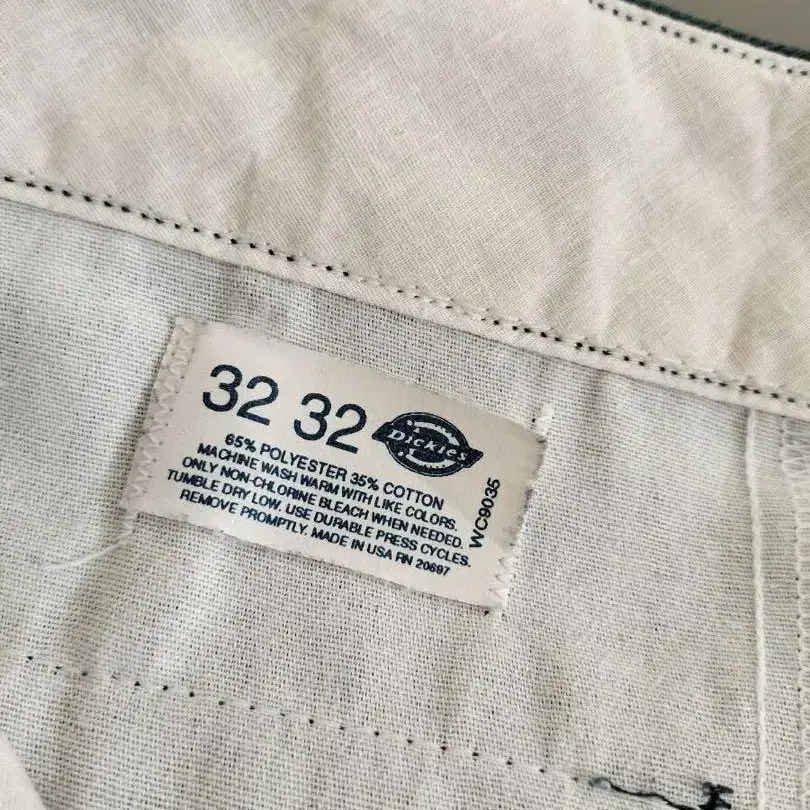 32 32
Dickies
65% POLYESTER 35% COTTON
MACHINE WASH WARM WITH LIKE COLORS.
ONLY NON-CHLORINE BLEACH WHEN NEEDED.
TUMBLE DRY LOW. USE DURABLE PRESS CYCLES.
REMOVE PROMPTLY. MADE IN USA RN 20697
WC9035